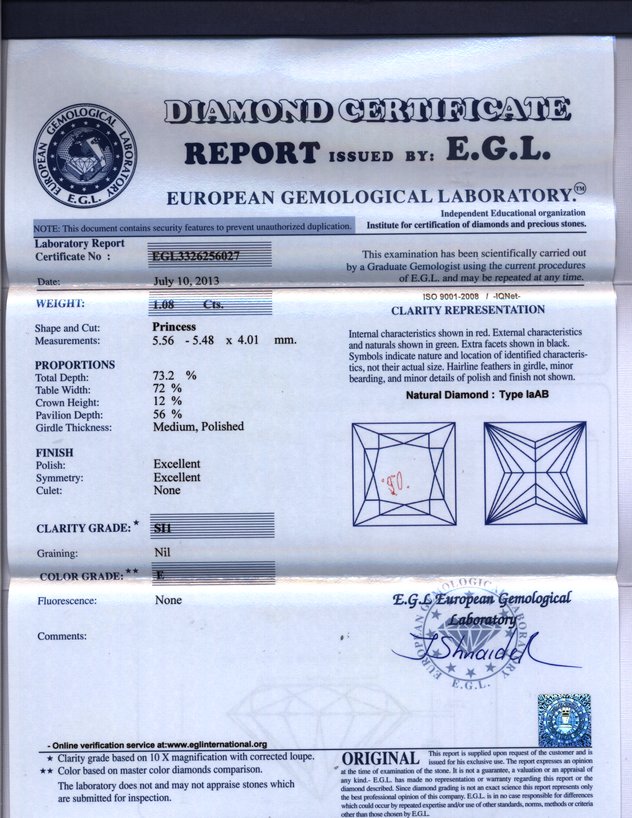 EUROPEAN GEMOLOGICAL LABORATORY
E.G.L.
DIAMOND CERTIFICATE
REPORT ISSUED BY: E.G.L.
EUROPEAN GEMOLOGICAL LABORATORY.™
Independent Educational organization
NOTE: This document contains security features to prevent unauthorized duplication.
Institute for certification of diamonds and precious stones.
Laboratory Report
Certificate No : EGL3326256027
Date: July 10, 2013
This examination has been scientifically carried out
by a Graduate Gemologist using the current procedures
of E.G.L. and may be repeated at any time.
WEIGHT: 1.08 Cts.
Shape and Cut: Princess
Measurements: 5.56 - 5.48 x 4.01 mm.
PROPORTIONS
Total Depth: 73.2 %
Table Width: 72 %
Crown Height: 12 %
Pavilion Depth: 56 %
Girdle Thickness: Medium, Polished
FINISH
Polish: Excellent
Symmetry: Excellent
Culet: None
CLARITY GRADE:★ SI1
Graining: Nil
COLOR GRADE:★★ E
Fluorescence: None
Comments:
ISO 9001-2008 / -IQNet-
CLARITY REPRESENTATION
Internal characteristics shown in red. External characteristics
and naturals shown in green. Extra facets shown in black.
Symbols indicate nature and location of identified characteris-
tics, not their actual size. Hairline feathers in girdle, minor
bearding, and minor details of polish and finish not shown.
Natural Diamond : Type IaAB
E.G.L European Gemological
Laboratory
J Shnaider
EUROPEAN GEMOLOGICAL LABORATORY
E.G.L.
- Online verification service at:www.eglinternational.org
★ Clarity grade based on 10 X magnification with corrected loupe.
★★ Color based on master color diamonds comparison.
The laboratory does not and may not appraise stones which
are submitted for inspection.
ORIGINAL This report is supplied upon request of the customer and is
issued for his exclusive use. The report expresses an opinion
at the time of examination of the stone. It is not a guarantee, a valuation or an appraisal of
any kind.- E.G.L. has made no representation or warranty regarding this report or the
diamond described. Since diamond grading is not an exact science this report represents only
the best professional opinion of this company. E.G.L. is in no case responsible for differences
which could occur by repeated expertise and/or use of other standards, norms, methods or criteria
other than those chosen by E.G.L.